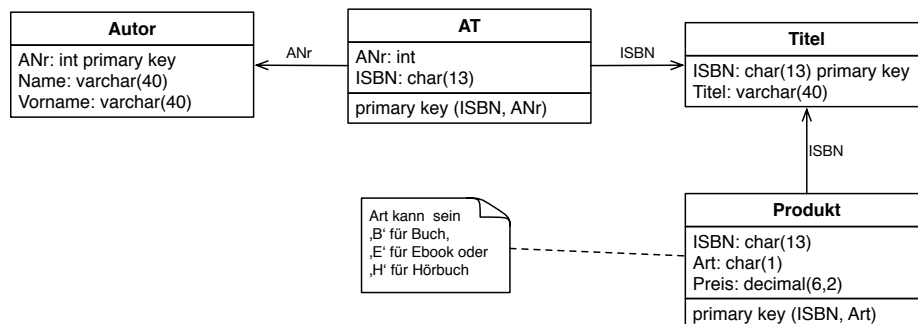 Autor
ANr: int primary key
Name: varchar(40)
Vorname: varchar(40)
ANr
AT
ANr: int
ISBN: char(13)
primary key (ISBN, ANr)
ISBN
Titel
ISBN: char(13) primary key
Titel: varchar(40)
ISBN
Art kann sein
‚B‘ für Buch,
‚E‘ für Ebook oder
‚H‘ für Hörbuch
Produkt
ISBN: char(13)
Art: char(1)
Preis: decimal(6,2)
primary key (ISBN, Art)